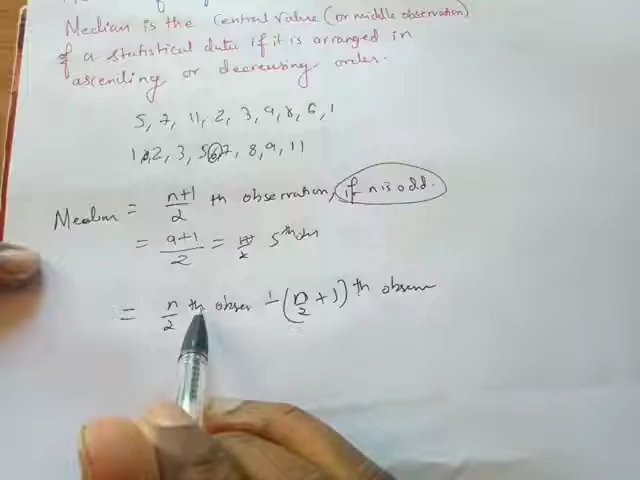 Median is the central value (or middle observation)
of a statistical data if it is arranged in
ascending or decreasing order.
5, 7, 11, 2, 3, 9, 8, 6, 1
1, 2, 3, 5, 6, 7, 8, 9, 11
Median = n+1/2 th observation, if n is odd.
= 9+1/2 = 5th obn
= n/2 th obser + (n/2 + 1) th observn